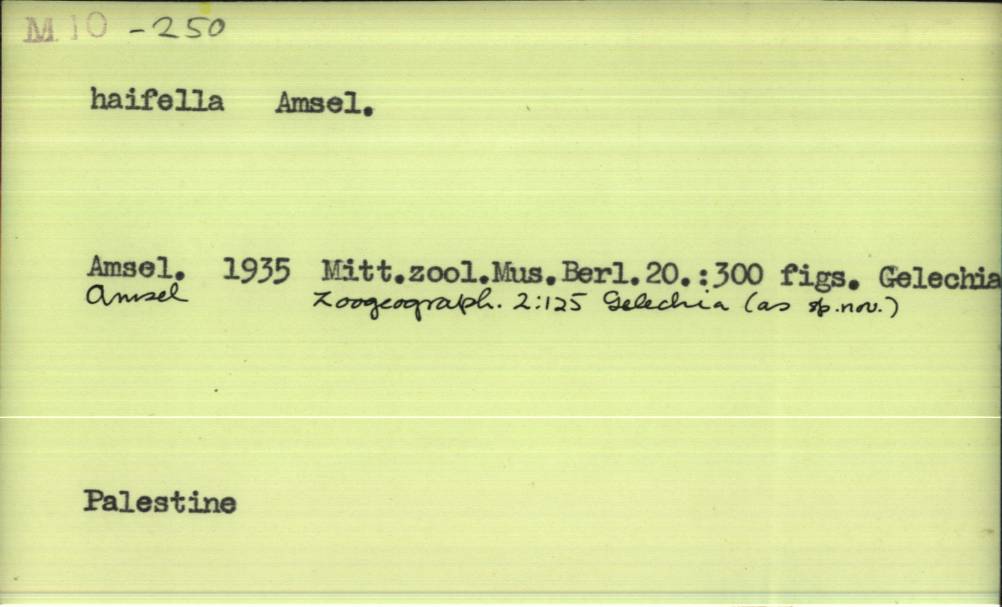 M 10 -250
haifella Amsel.
Amsel. 1935 Mitt.zool.Mus.Berl.20.:300 figs. Gelechia
Amsel Zoogeograph. 2:125 Gelechia (as sp.nov.)
Palestine